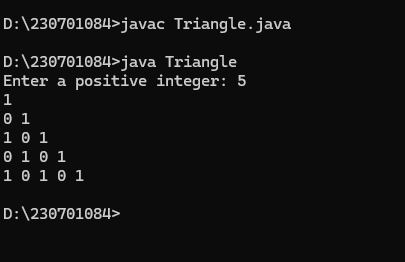 D:\230701084>javac Triangle.java
D:\230701084>java Triangle
Enter a positive integer: 5
1
0 1
1 0 1
0 1 0 1
1 0 1 0 1
D:\230701084>